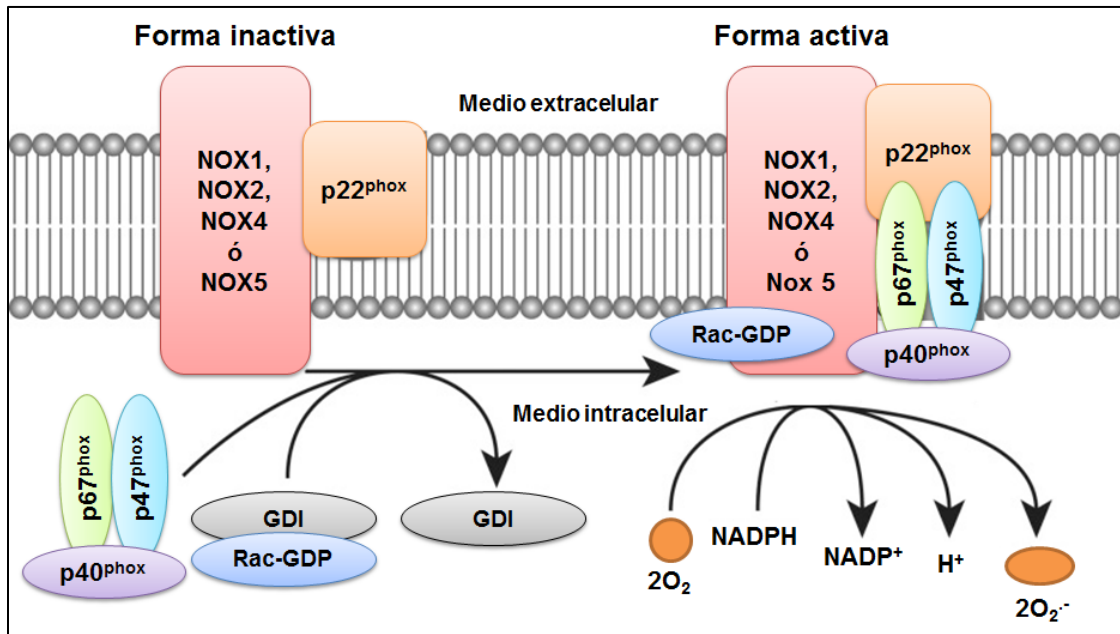 Forma inactiva
Forma activa
Medio extracelular
NOX1,
NOX2,
NOX4
ó
NOX5
p22phox
NOX1,
NOX2,
NOX4
ó
Nox 5
p22phox
p67phox
p47phox
Rac-GDP
p40phox
Medio intracelular
p67phox
p47phox
p40phox
GDI
Rac-GDP
GDI
2O₂
NADPH
NADP⁺
H⁺
2O₂·-